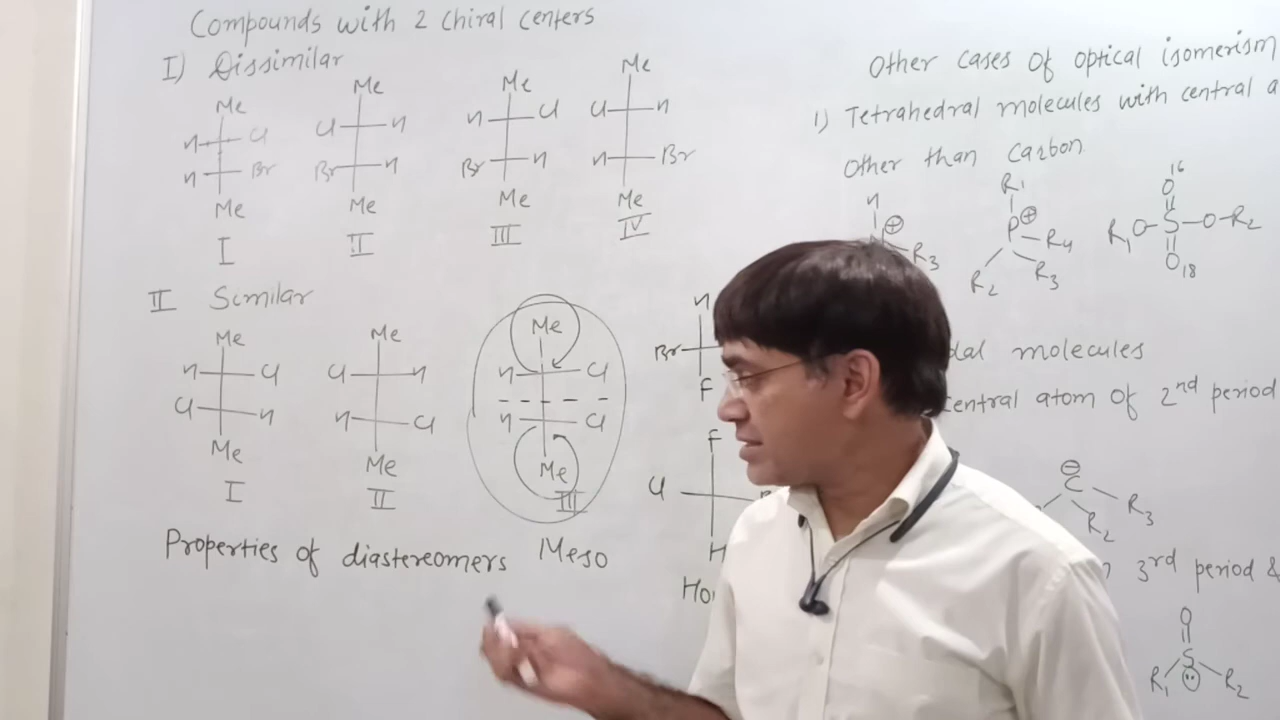 Compounds with 2 chiral centers
I) Dissimilar
Me Me Me Me
H Cl Cl H H Cl Cl H
H Br Br H Br H H Br
Me Me Me Me
I II III IV
II Similar
Me Me Me
H Cl Cl H H Cl
Cl H H Cl H Cl
Me Me Me
I II III
Properties of diastereomers Meso
H
Br
F
F
Cl
H
Other cases of optical isomerism
1) Tetrahedral molecules with central
Other than carbon
H ⊕ R3
R1 P⊕ R4 R2 R3
O16
R1O S O R2
O18
molecules
Central atom of 2nd period
⊖
C R3
R2
3rd period &
O
S
R1 R2